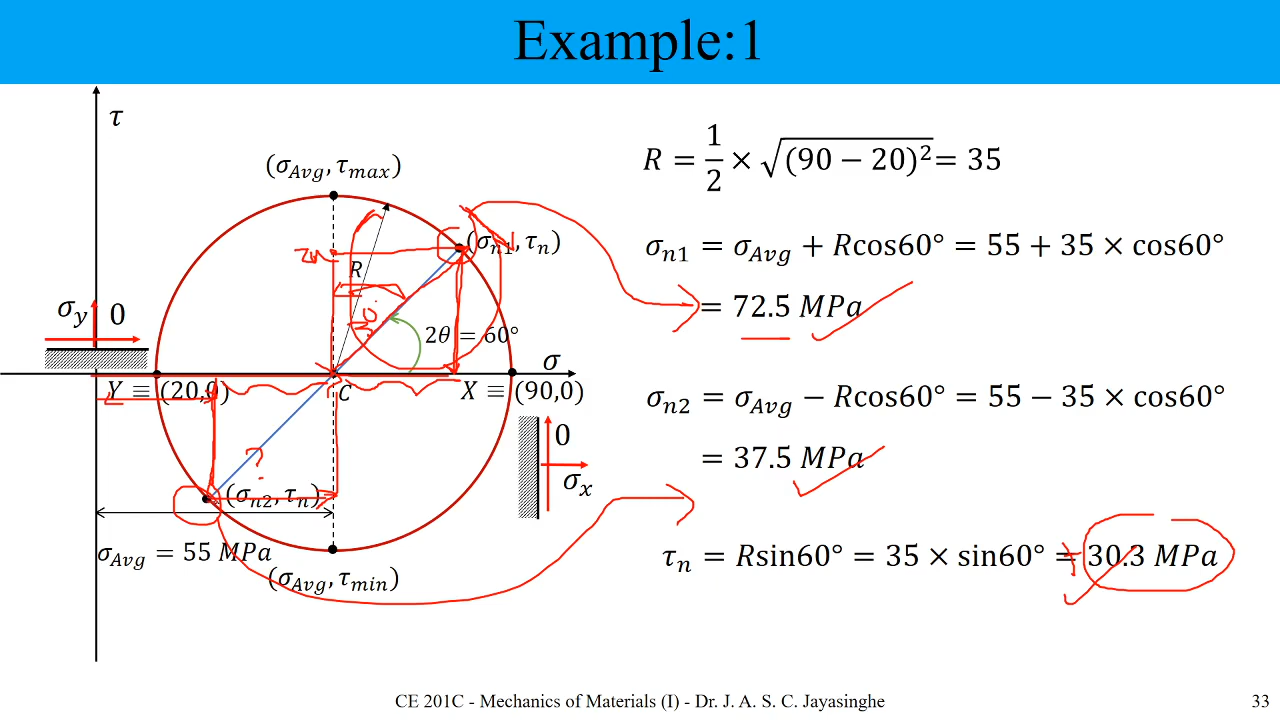 Example:1
τ
(σ_Avg, τ_max)
(σ_n1, τ_n)
R
σ_y 0
2θ = 60°
σ
Y ≡ (20,0)
C
X ≡ (90,0)
0
σ_x
?
(σ_n2, τ_n)
σ_Avg = 55 MPa
(σ_Avg, τ_min)
R = 1/2 × √(90 − 20)² = 35
σ_n1 = σ_Avg + Rcos60° = 55 + 35 × cos60°
= 72.5 MPa
σ_n2 = σ_Avg − Rcos60° = 55 − 35 × cos60°
= 37.5 MPa
τ_n = Rsin60° = 35 × sin60° = 30.3 MPa
CE 201C - Mechanics of Materials (I) - Dr. J. A. S. C. Jayasinghe
33